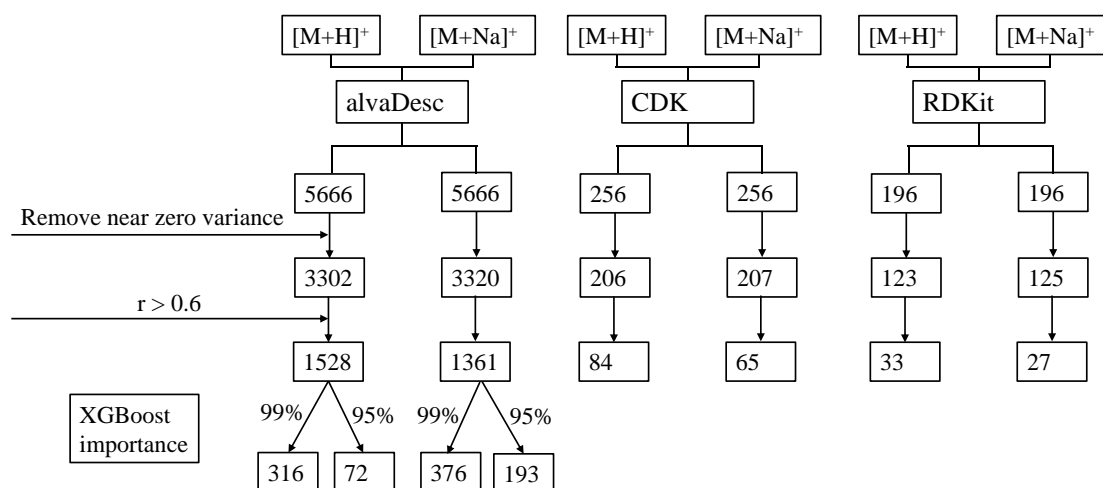 [M+H]+ [M+Na]+ [M+H]+ [M+Na]+ [M+H]+ [M+Na]+
alvaDesc CDK RDKit
5666 5666 256 256 196 196
Remove near zero variance
3302 3320 206 207 123 125
r > 0.6
1528 1361 84 65 33 27
99% 95% 99% 95%
XGBoost
importance
316 72 376 193